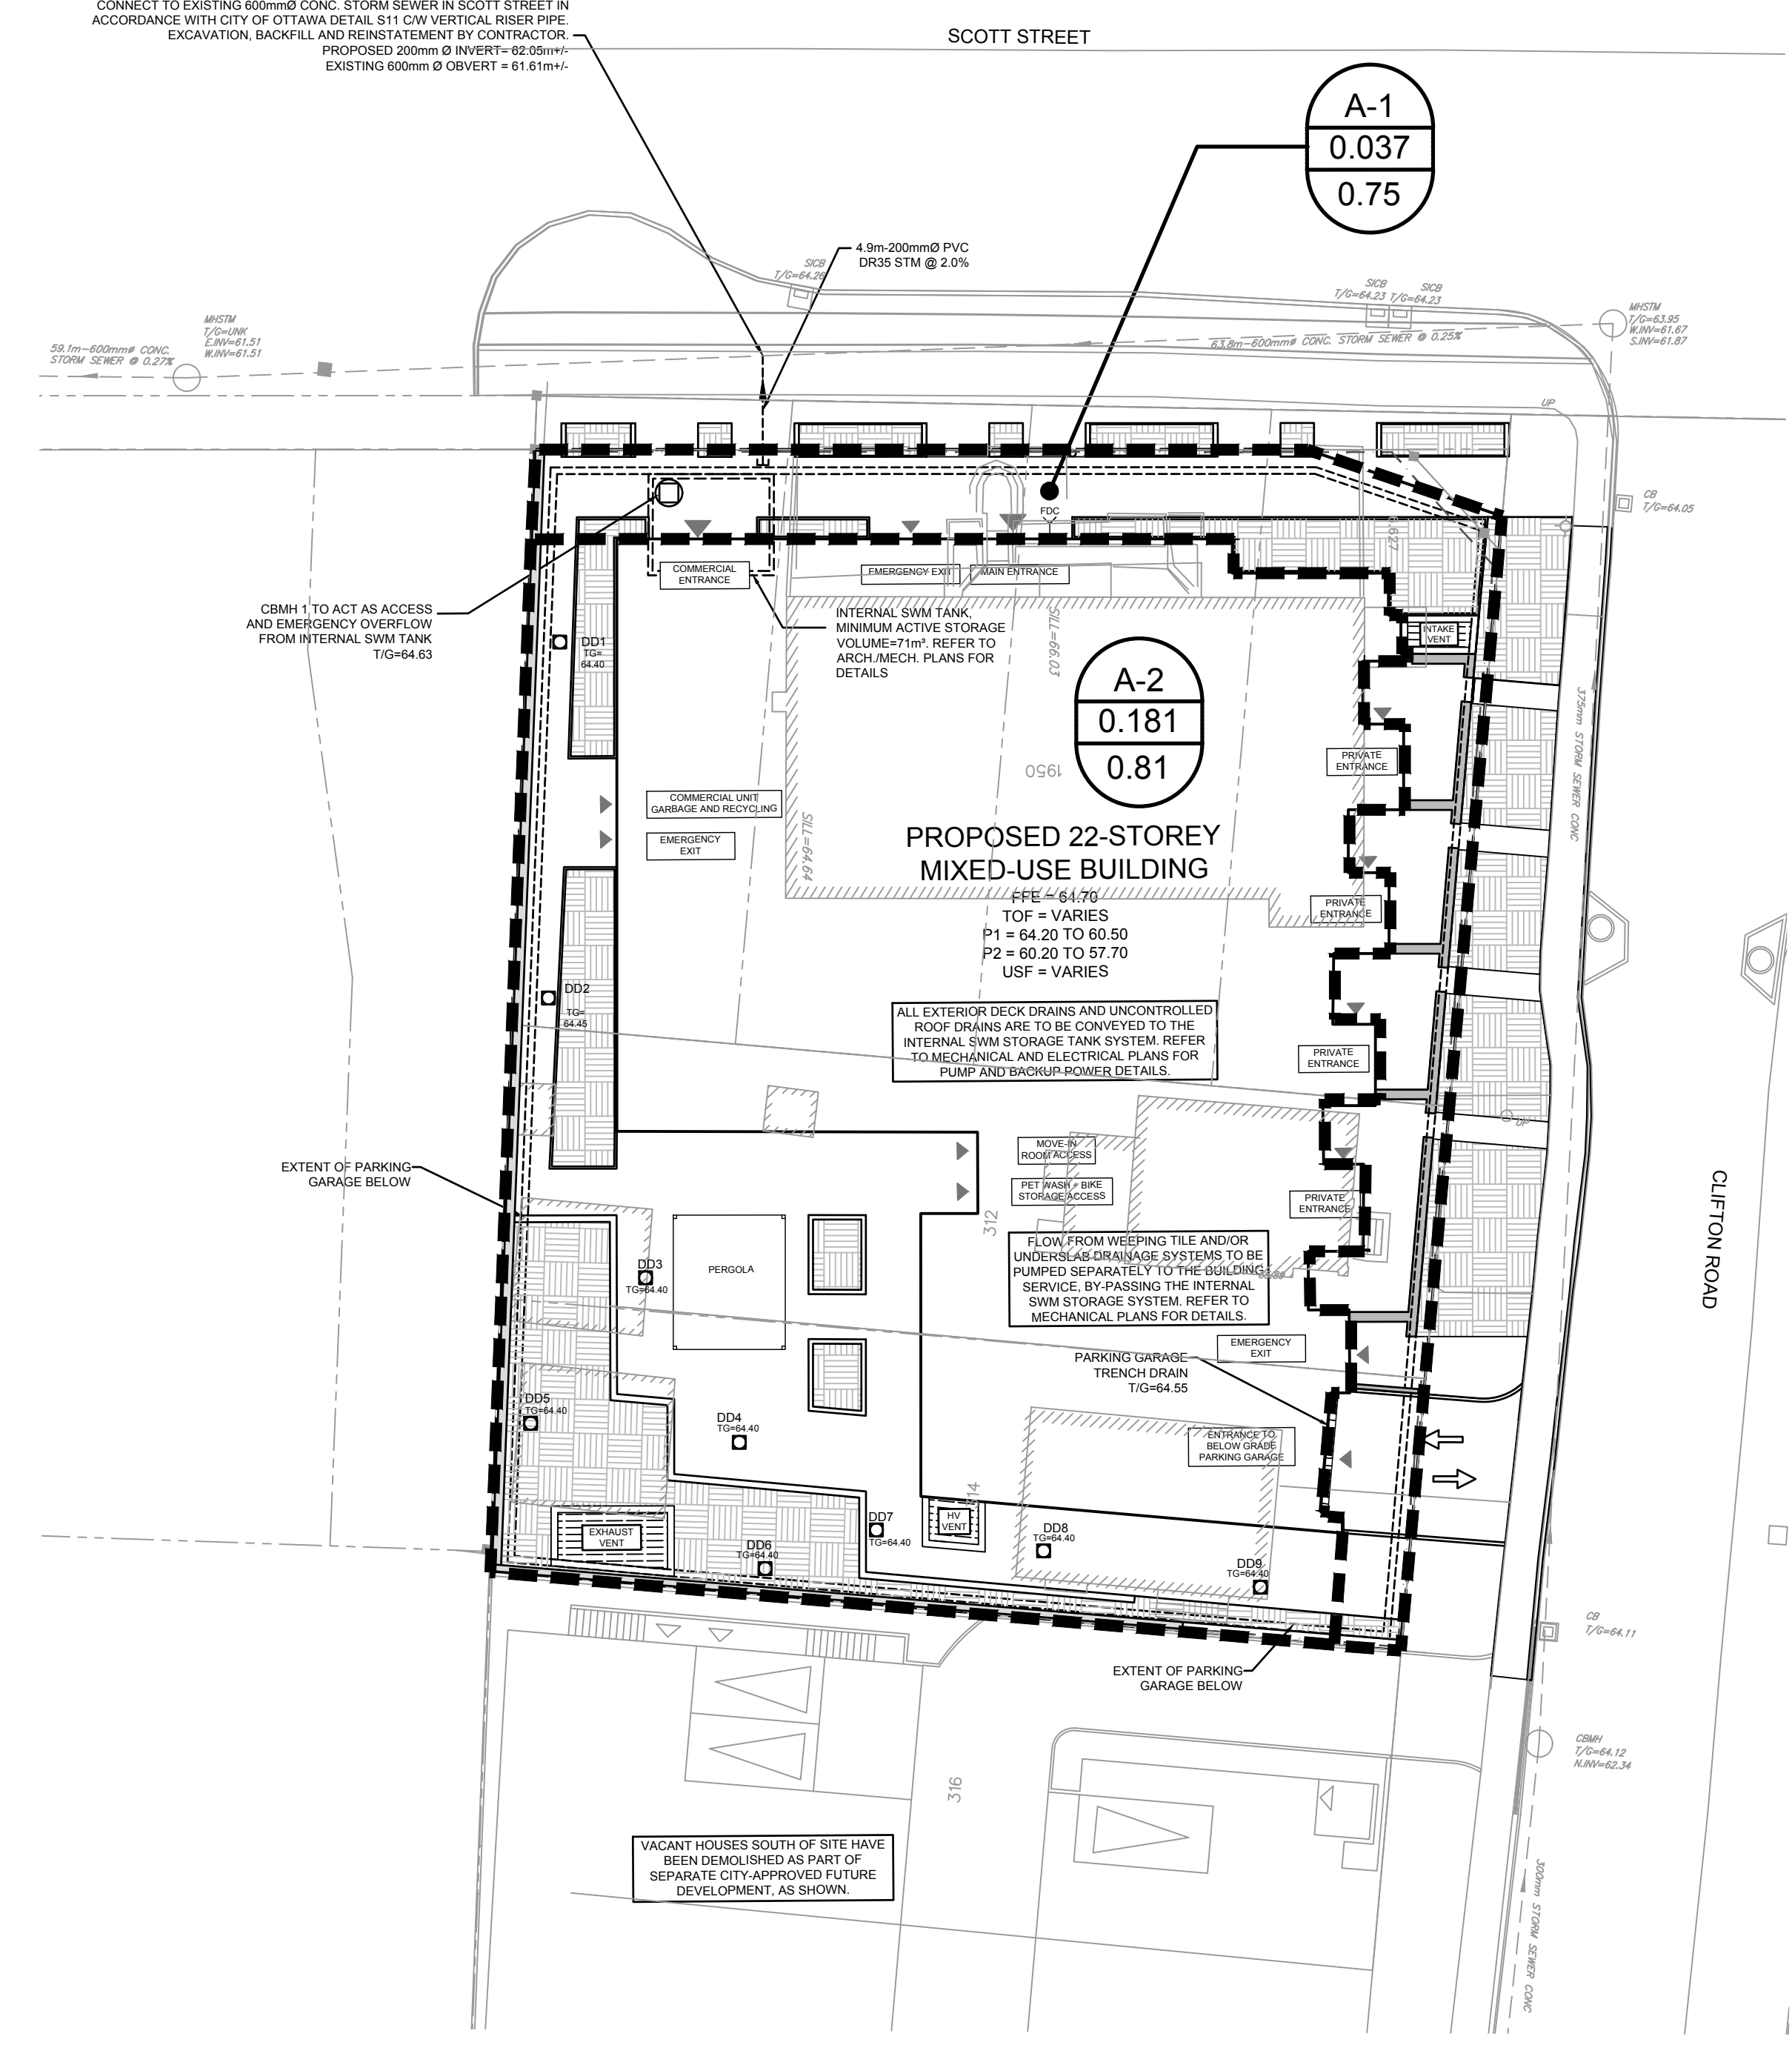 CONNECT TO EXISTING 600mmØ CONC. STORM SEWER IN SCOTT STREET IN
ACCORDANCE WITH CITY OF OTTAWA DETAIL S11 C/W VERTICAL RISER PIPE.
EXCAVATION, BACKFILL AND REINSTATEMENT BY CONTRACTOR.
PROPOSED 200mm Ø INVERT= 62.05m+/-
EXISTING 600mm Ø OBVERT = 61.61m+/-
SCOTT STREET
A-1
0.037
0.75
4.9m-200mmØ PVC
DR35 STM @ 2.0%
SICB
T/G=64.26
SICB
T/G=64.23
SICB
T/G=64.23
MHSTM
T/G=63.95
W.INV=61.67
S.INV=61.87
MHSTM
T/G=UNK
E.INV=61.51
W.INV=61.51
59.1m-600mmø CONC.
STORM SEWER @ 0.27%
63.8m-600mmø CONC. STORM SEWER @ 0.25%
UP
CB
T/G=64.05
FDC
6.627
COMMERCIAL
ENTRANCE
EMERGENCY EXIT
MAIN ENTRANCE
CBMH 1 TO ACT AS ACCESS
AND EMERGENCY OVERFLOW
FROM INTERNAL SWM TANK
T/G=64.63
INTERNAL SWM TANK,
MINIMUM ACTIVE STORAGE
VOLUME=71m³. REFER TO
ARCH./MECH. PLANS FOR
DETAILS
SILL=66.03
INTAKE
VENT
DD1
TG=
64.40
A-2
0.181
0.81
1950
375mm STORM SEWER CONC
PRIVATE
ENTRANCE
COMMERCIAL UNIT
GARBAGE AND RECYCLING
EMERGENCY
EXIT
SILL=64.64
PROPOSED 22-STOREY
MIXED-USE BUILDING
FFE = 64.70
TOF = VARIES
P1 = 64.20 TO 60.50
P2 = 60.20 TO 57.70
USF = VARIES
PRIVATE
ENTRANCE
DD2
TG=
64.45
ALL EXTERIOR DECK DRAINS AND UNCONTROLLED
ROOF DRAINS ARE TO BE CONVEYED TO THE
INTERNAL SWM STORAGE TANK SYSTEM. REFER
TO MECHANICAL AND ELECTRICAL PLANS FOR
PUMP AND BACKUP POWER DETAILS.
PRIVATE
ENTRANCE
UP
MOVE-IN
ROOM ACCESS
PET WASH + BIKE
STORAGE ACCESS
EXTENT OF PARKING
GARAGE BELOW
PRIVATE
ENTRANCE
312
CLIFTON ROAD
FLOW FROM WEEPING TILE AND/OR
UNDERSLAB DRAINAGE SYSTEMS TO BE
PUMPED SEPARATELY TO THE BUILDING
SERVICE, BY-PASSING THE INTERNAL
SWM STORAGE SYSTEM. REFER TO
MECHANICAL PLANS FOR DETAILS.
DD3
TG=64.40
PERGOLA
EMERGENCY
EXIT
PARKING GARAGE
TRENCH DRAIN
T/G=64.55
DD5
TG=64.40
DD4
TG=64.40
ENTRANCE TO
BELOW GRADE
PARKING GARAGE
314
EXHAUST
VENT
DD6
TG=64.40
DD7
TG=64.40
HV
VENT
DD8
TG=64.40
DD9
TG=64.40
CB
T/G=64.11
EXTENT OF PARKING
GARAGE BELOW
CBMH
T/G=64.12
N.INV=62.34
316
VACANT HOUSES SOUTH OF SITE HAVE
BEEN DEMOLISHED AS PART OF
SEPARATE CITY-APPROVED FUTURE
DEVELOPMENT, AS SHOWN.
300mm STORM SEWER CONC